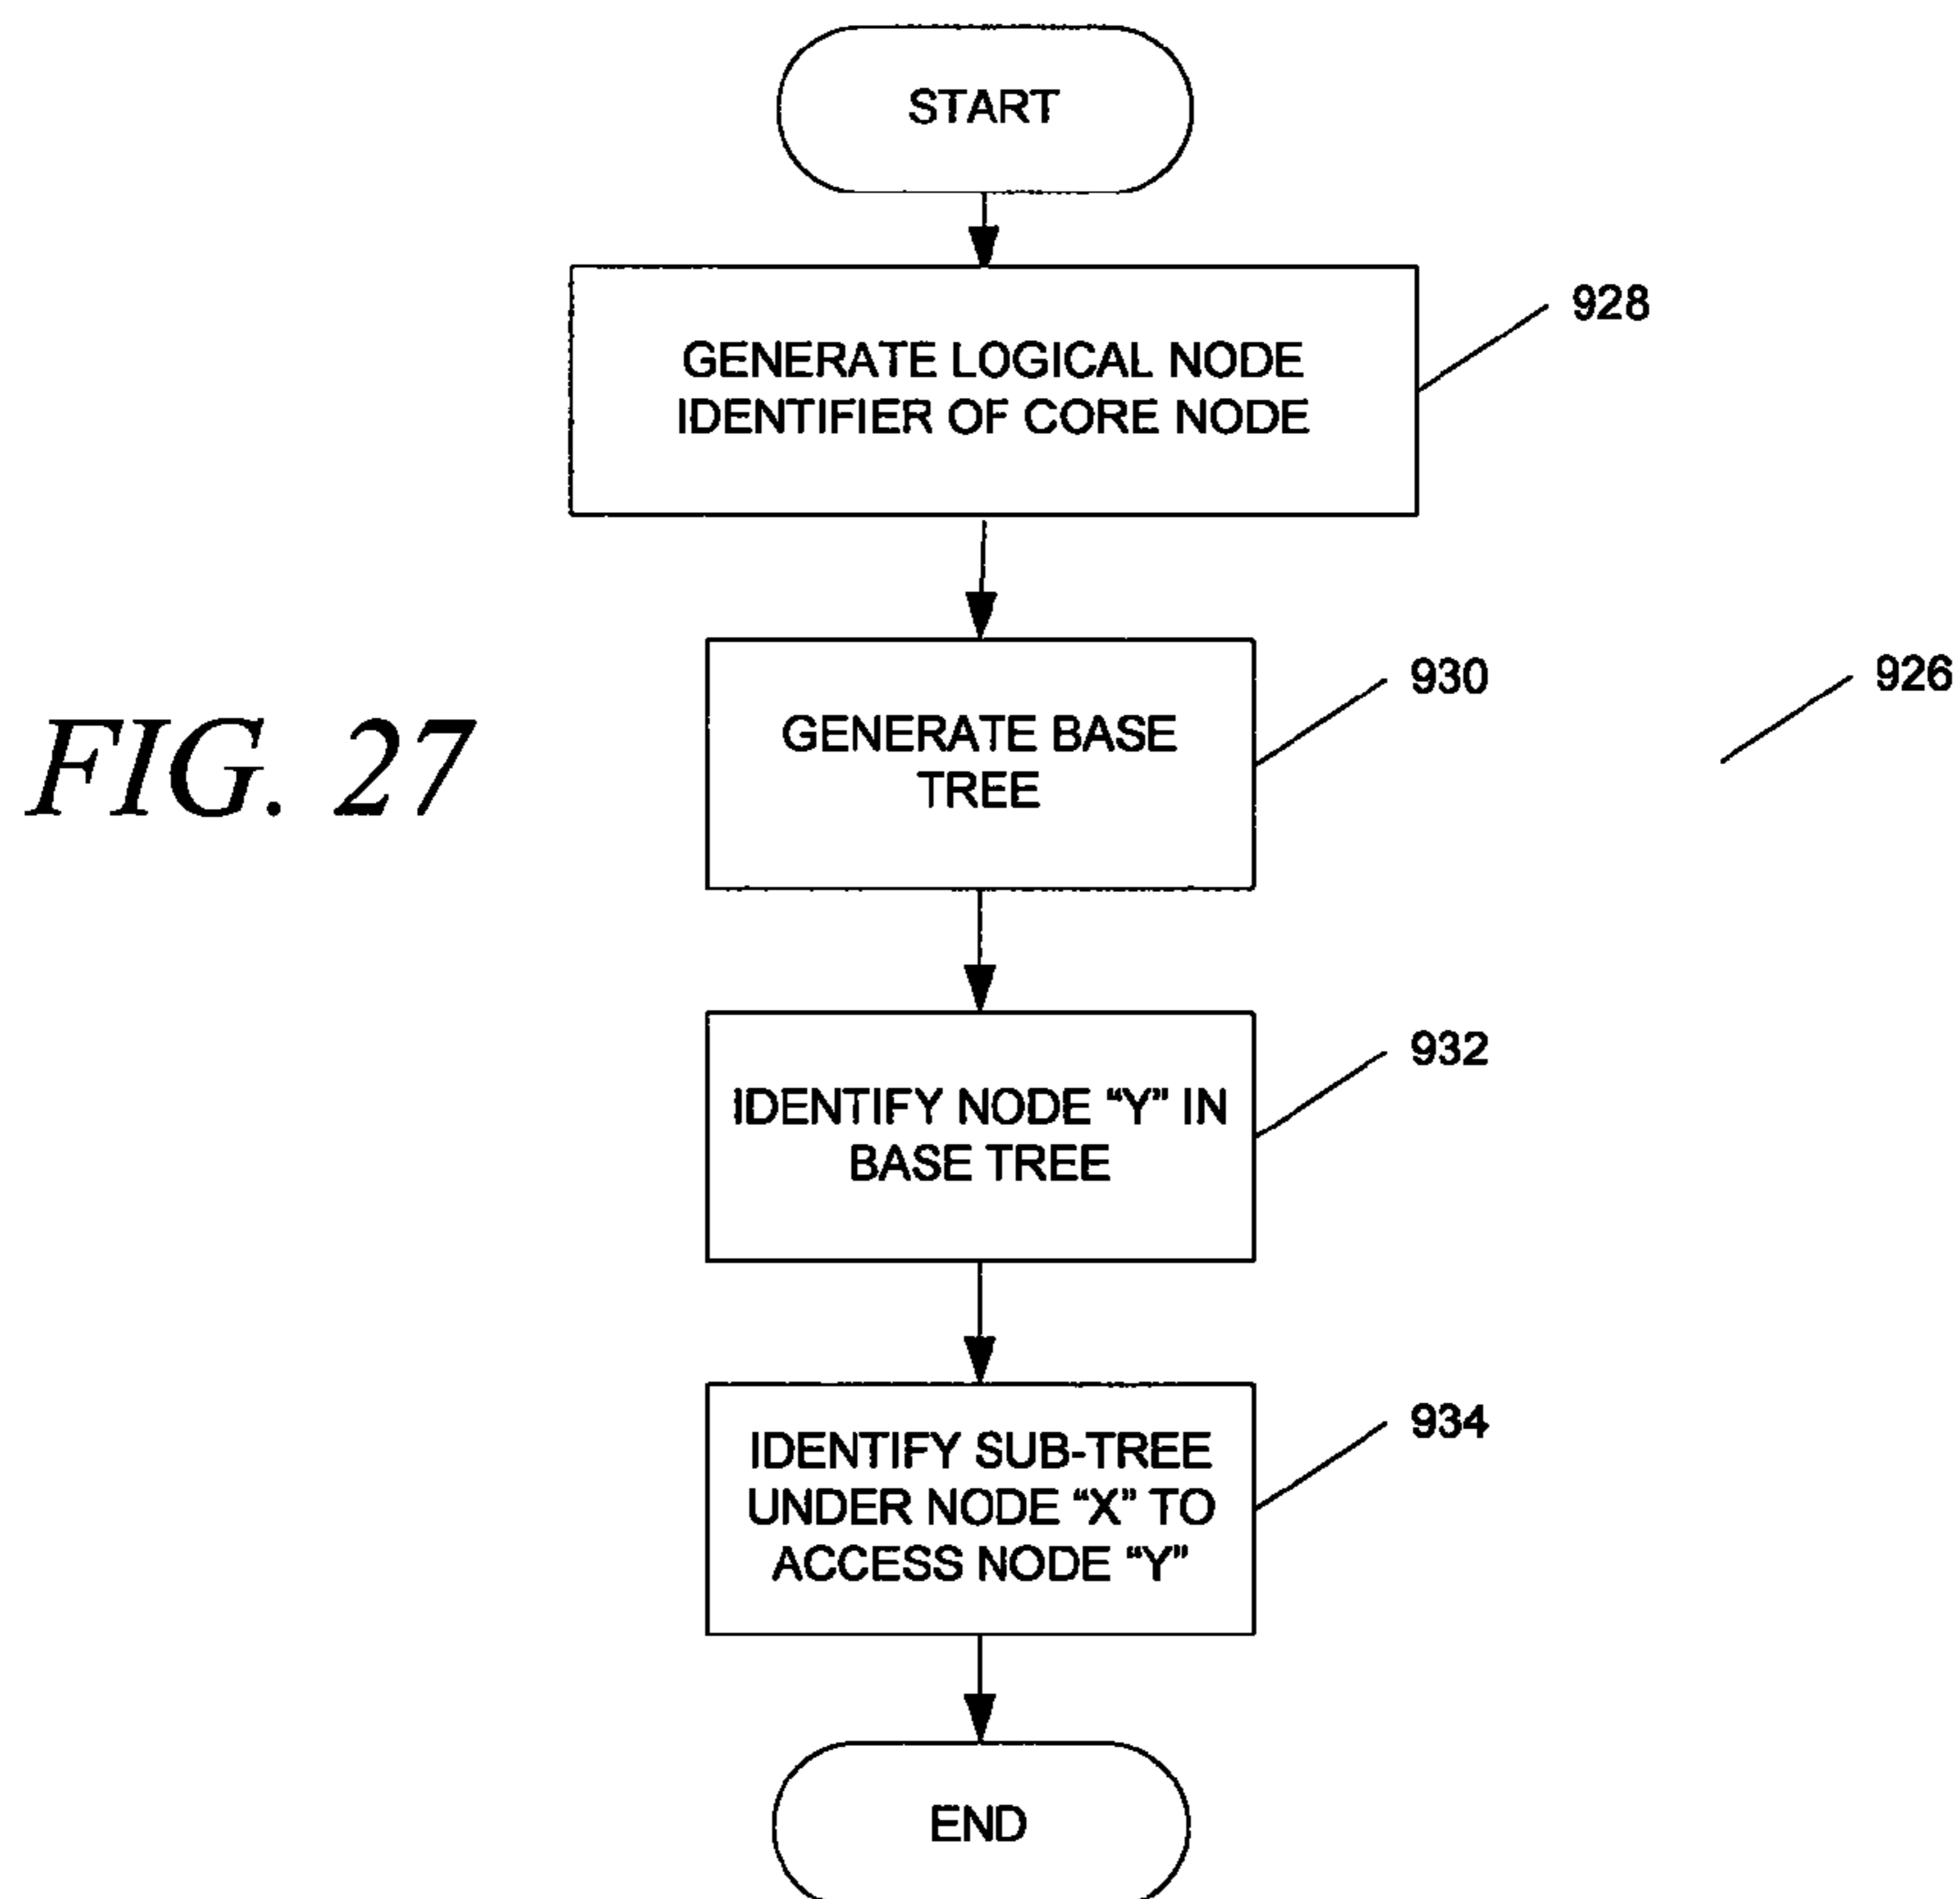 START
GENERATE LOGICAL NODE
IDENTIFIER OF CORE NODE
928
GENERATE BASE
TREE
930
926
FIG. 27
IDENTIFY NODE “Y” IN
BASE TREE
932
IDENTIFY SUB-TREE
UNDER NODE “X” TO
ACCESS NODE “Y”
934
END